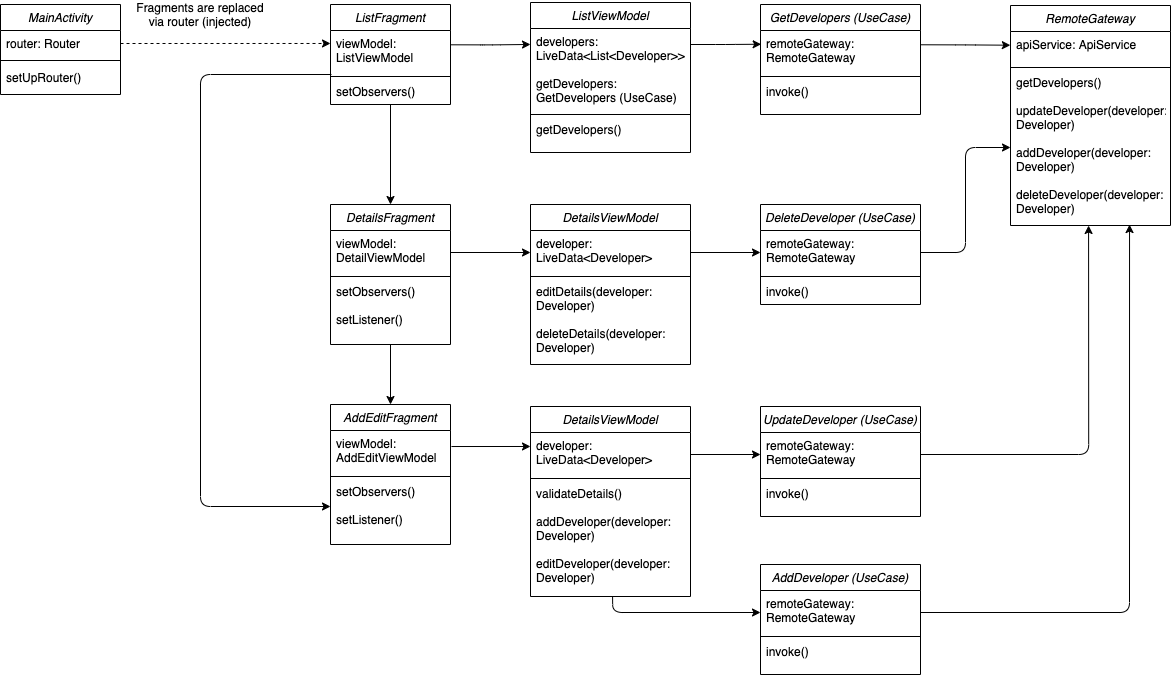 MainActivity
router: Router
setUpRouter()
Fragments are replaced
via router (injected)
ListFragment
viewModel:
ListViewModel
setObservers()
ListViewModel
developers:
LiveData<List<Developer>>
getDevelopers:
GetDevelopers (UseCase)
getDevelopers()
GetDevelopers (UseCase)
remoteGateway:
RemoteGateway
invoke()
RemoteGateway
apiService: ApiService
getDevelopers()
updateDeveloper(developer:
Developer)
addDeveloper(developer:
Developer)
deleteDeveloper(developer:
Developer)
DetailsFragment
viewModel:
DetailViewModel
setObservers()
setListener()
DetailsViewModel
developer:
LiveData<Developer>
editDetails(developer:
Developer)
deleteDetails(developer:
Developer)
DeleteDeveloper (UseCase)
remoteGateway:
RemoteGateway
invoke()
AddEditFragment
viewModel:
AddEditViewModel
setObservers()
setListener()
DetailsViewModel
developer:
LiveData<Developer>
validateDetails()
addDeveloper(developer:
Developer)
editDeveloper(developer:
Developer)
UpdateDeveloper (UseCase)
remoteGateway:
RemoteGateway
invoke()
AddDeveloper (UseCase)
remoteGateway:
RemoteGateway
invoke()